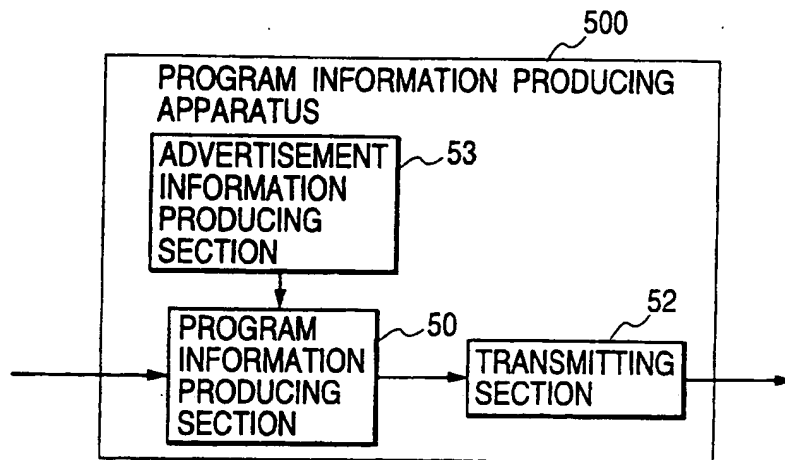 500
PROGRAM INFORMATION PRODUCING
APPARATUS
ADVERTISEMENT
INFORMATION
PRODUCING
SECTION
53
PROGRAM
INFORMATION
PRODUCING
SECTION
50
TRANSMITTING
SECTION
52